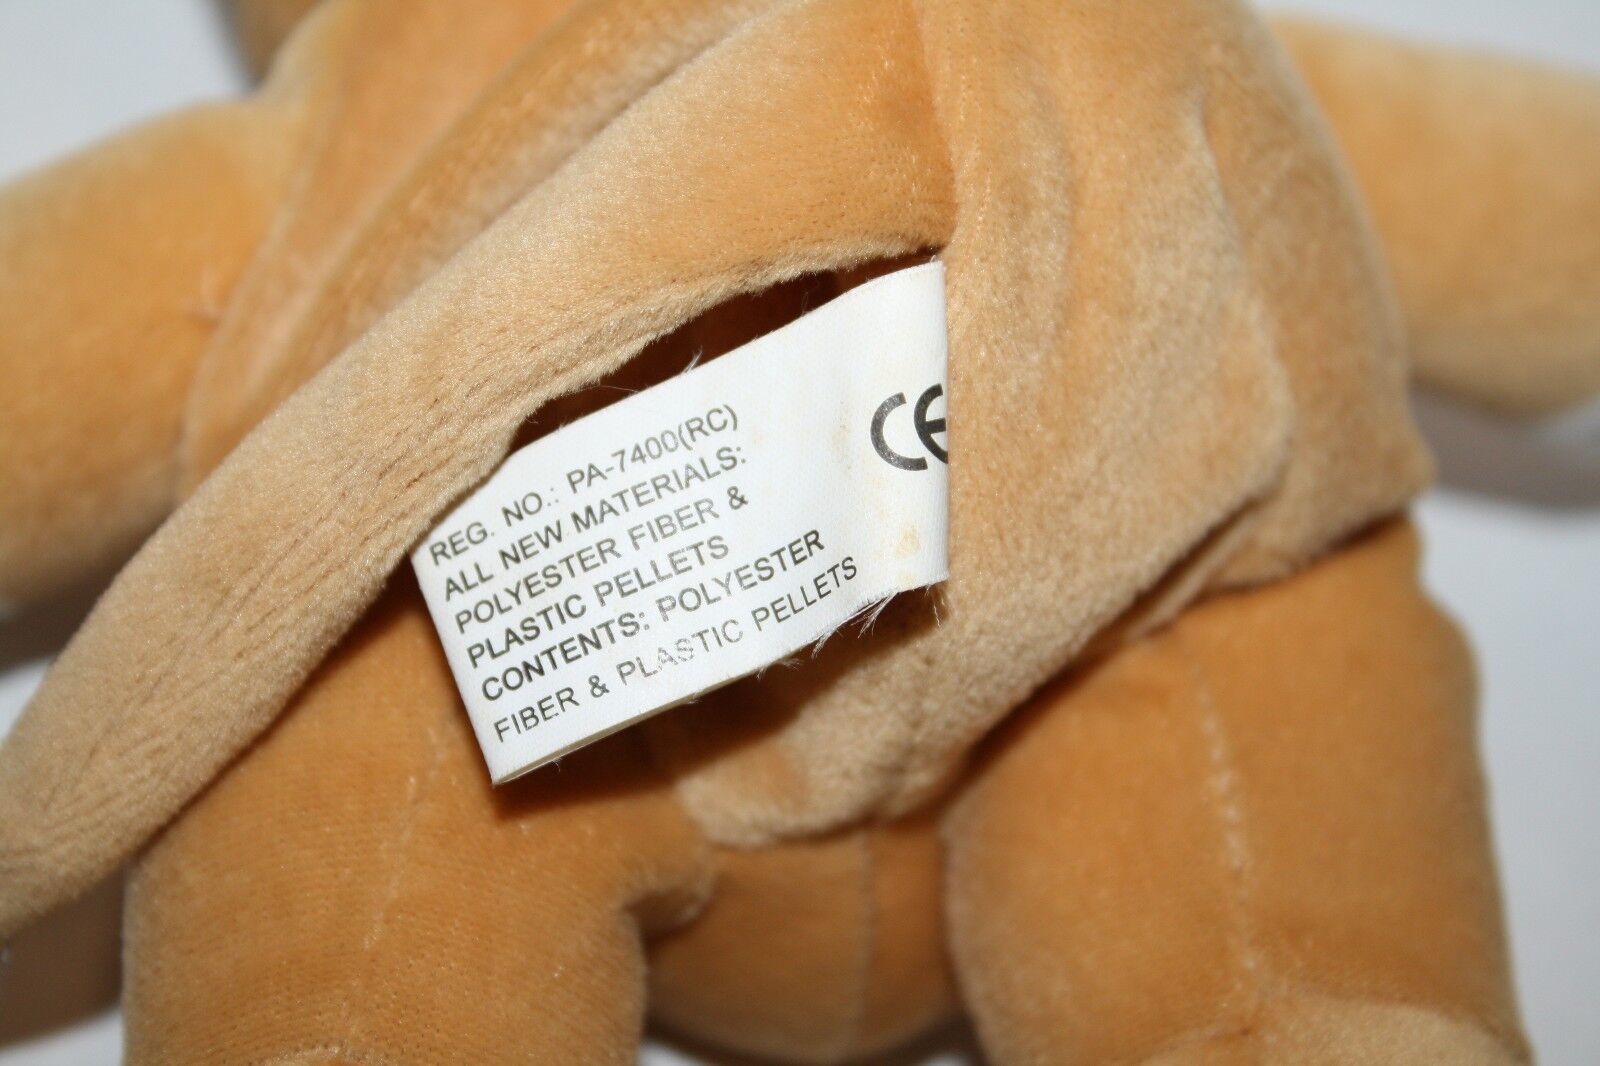 REG. NO.: PA-7400(RC)
ALL NEW MATERIALS:
POLYESTER FIBER &
PLASTIC PELLETS
CONTENTS: POLYESTER
FIBER & PLASTIC PELLETS
CE